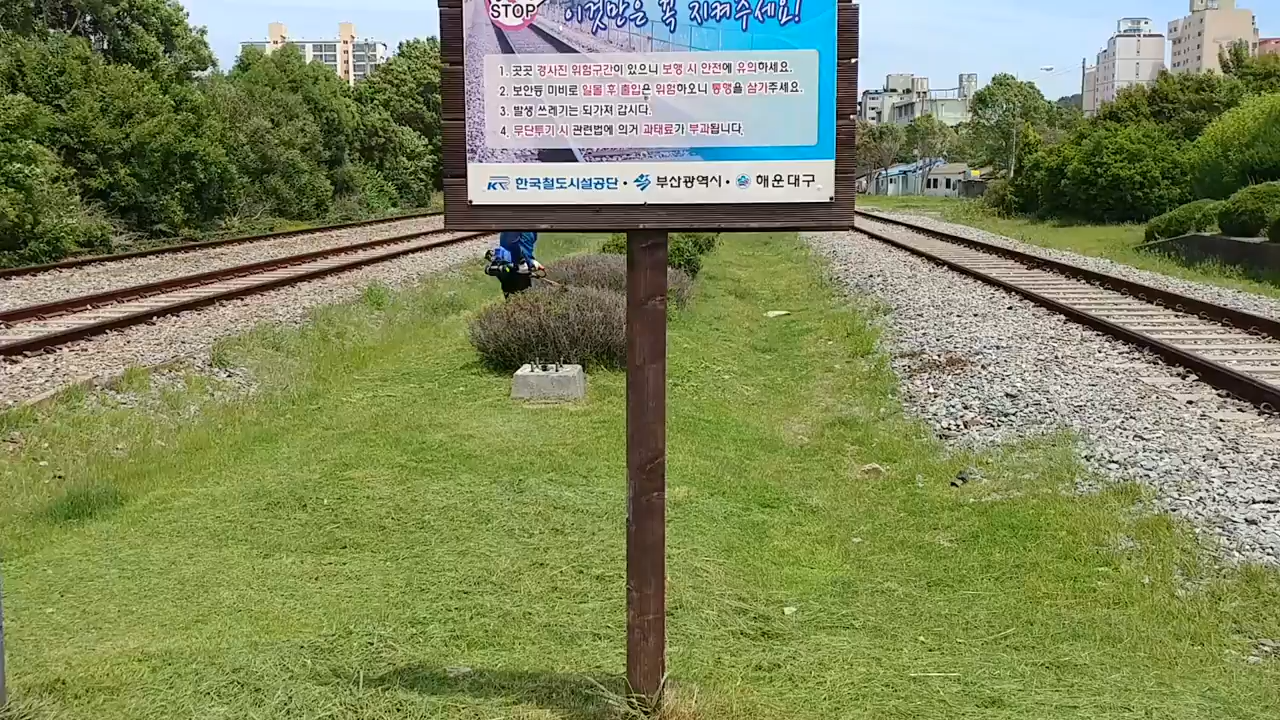 STOP 이것만은 꼭 지켜주세요!
1. 곳곳 경사진 위험구간이 있으니 보행 시 안전에 유의하세요.
2. 보안등 미비로 일몰 후 출입은 위험하오니 통행을 삼가주세요.
3. 발생 쓰레기는 되가져 갑시다.
4. 무단투기 시 관련법에 의거 과태료가 부과됩니다.
KR 한국철도시설공단 · 부산광역시 · 해운대구